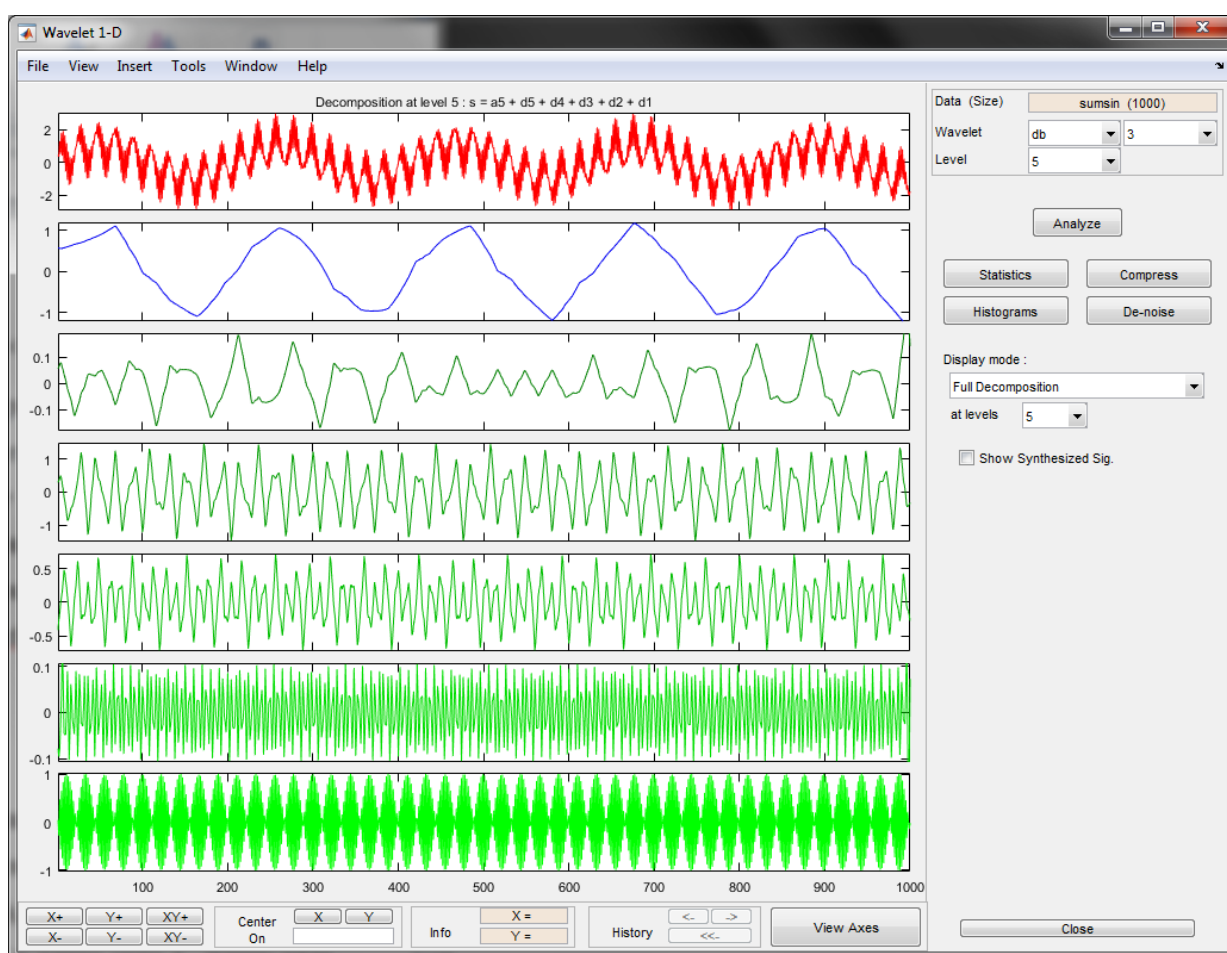 Wavelet 1-D
File View Insert Tools Window Help
Decomposition at level 5 : s = a5 + d5 + d4 + d3 + d2 + d1
2
0
-2
1
0
-1
0.1
0
-0.1
1
0
-1
0.5
0
-0.5
0.1
0
-0.1
1
0
-1
100 200 300 400 500 600 700 800 900 1000
Data (Size) sumsin (1000)
Wavelet db 3
Level 5
Analyze
Statistics Compress
Histograms De-noise
Display mode :
Full Decomposition
at levels 5
Show Synthesized Sig.
X+ Y+ XY+
X- Y- XY-
Center
On
X Y
Info
X =
Y =
History
<- ->
<<-
View Axes
Close